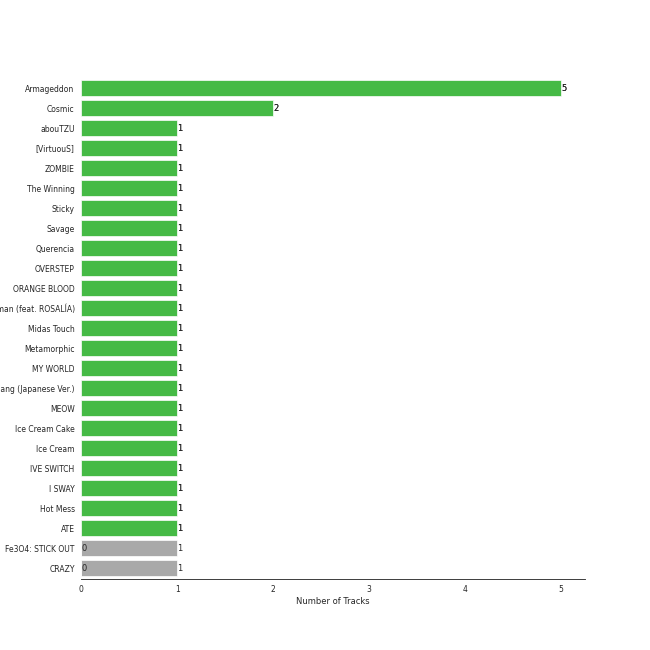 Armageddon 5
Cosmic 2
abouTZU 1
[VirtuouS] 1
ZOMBIE 1
The Winning 1
Sticky 1
Savage 1
Querencia 1
OVERSTEP 1
ORANGE BLOOD 1
(feat. ROSALÍA) 1
Midas Touch 1
Metamorphic 1
MY WORLD 1
(Japanese Ver.) 1
MEOW 1
Ice Cream Cake 1
Ice Cream 1
IVE SWITCH 1
I SWAY 1
Hot Mess 1
ATE 1
Fe3O4: STICK OUT 0 1
CRAZY 0 1
0 1 2 3 4 5
Number of Tracks